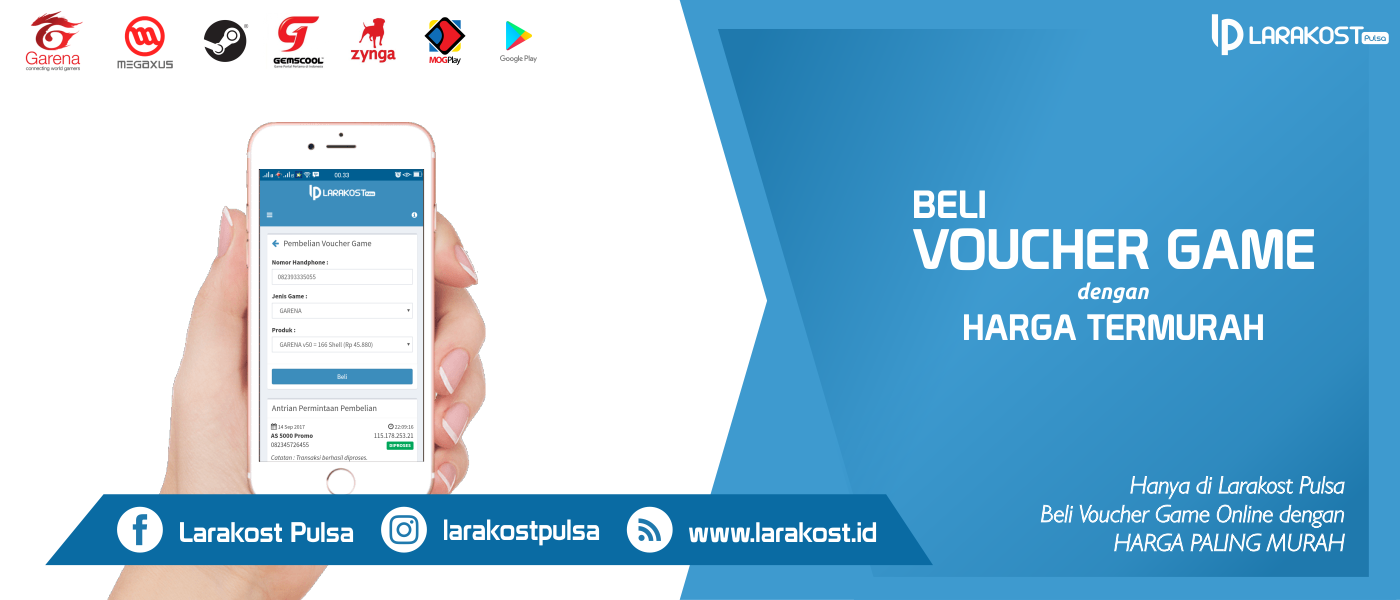 Garena
connecting world gamers
MEGAXUS
GEMSCOOL
zynga
MOGPlay
Google Play
LARAKOST Pulsa
BELI
VOUCHER GAME
dengan
HARGA TERMURAH
00.33
LARAKOST
Pembelian Voucher Game
Nomor Handphone :
082393335055
Jenis Game :
GARENA
Produk :
GARENA v50 = 166 Shell (Rp 45.880)
Beli
Antrian Permintaan Pembelian
14 Sep 2017 22:09:16
AS 5000 Promo 115.178.253.21
082345726455 DIPROSES
Catatan : Transaksi berhasil diproses.
Hanya di Larakost Pulsa
Beli Voucher Game Online dengan
HARGA PALING MURAH
Larakost Pulsa larakostpulsa www.larakost.id